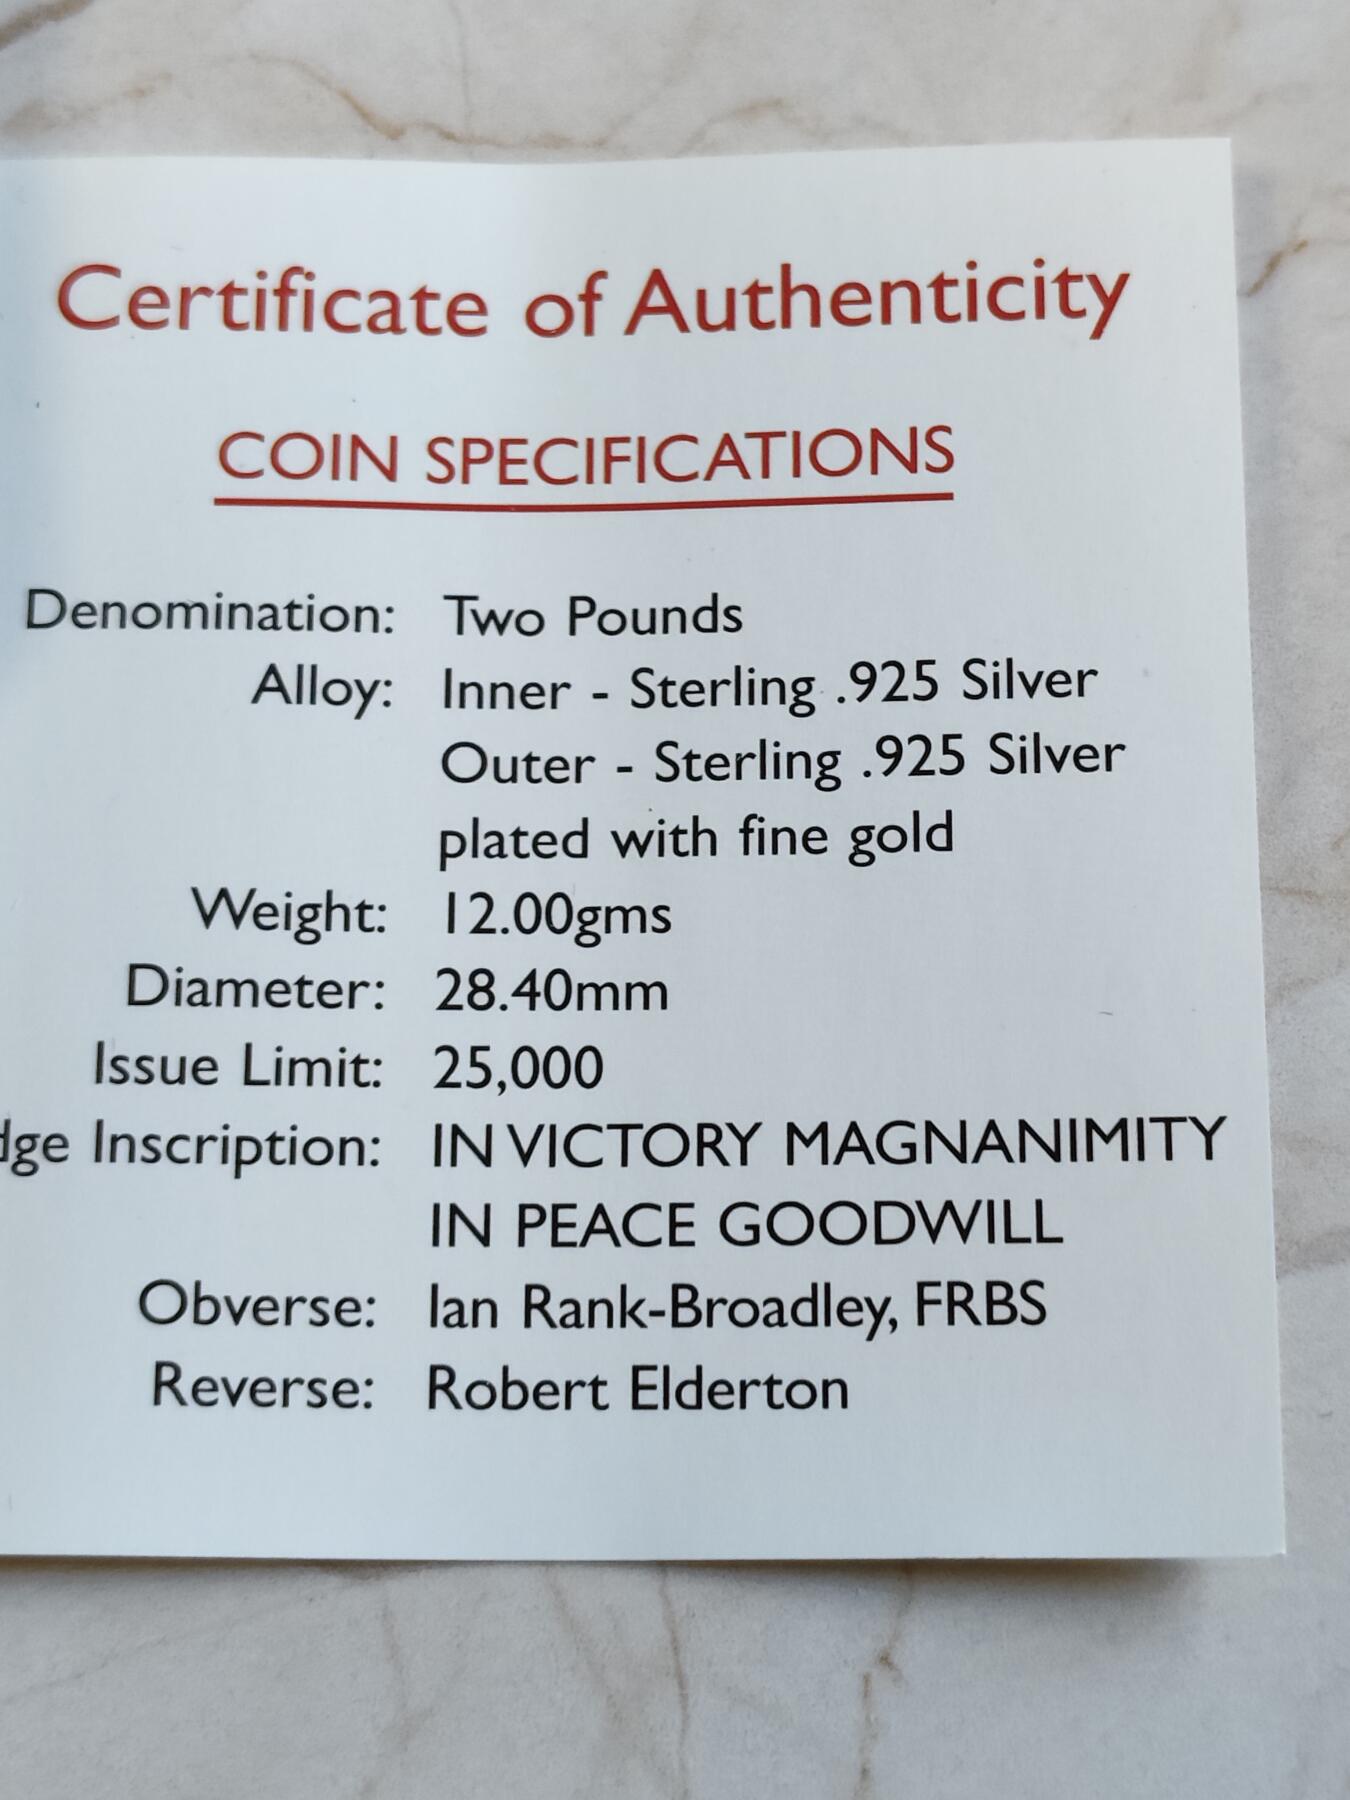 Certificate of Authenticity
COIN SPECIFICATIONS
Denomination: Two Pounds
Alloy: Inner - Sterling .925 Silver
Outer - Sterling .925 Silver
plated with fine gold
Weight: 12.00gms
Diameter: 28.40mm
Issue Limit: 25,000
dge Inscription: IN VICTORY MAGNANIMITY
IN PEACE GOODWILL
Obverse: Ian Rank-Broadley, FRBS
Reverse: Robert Elderton